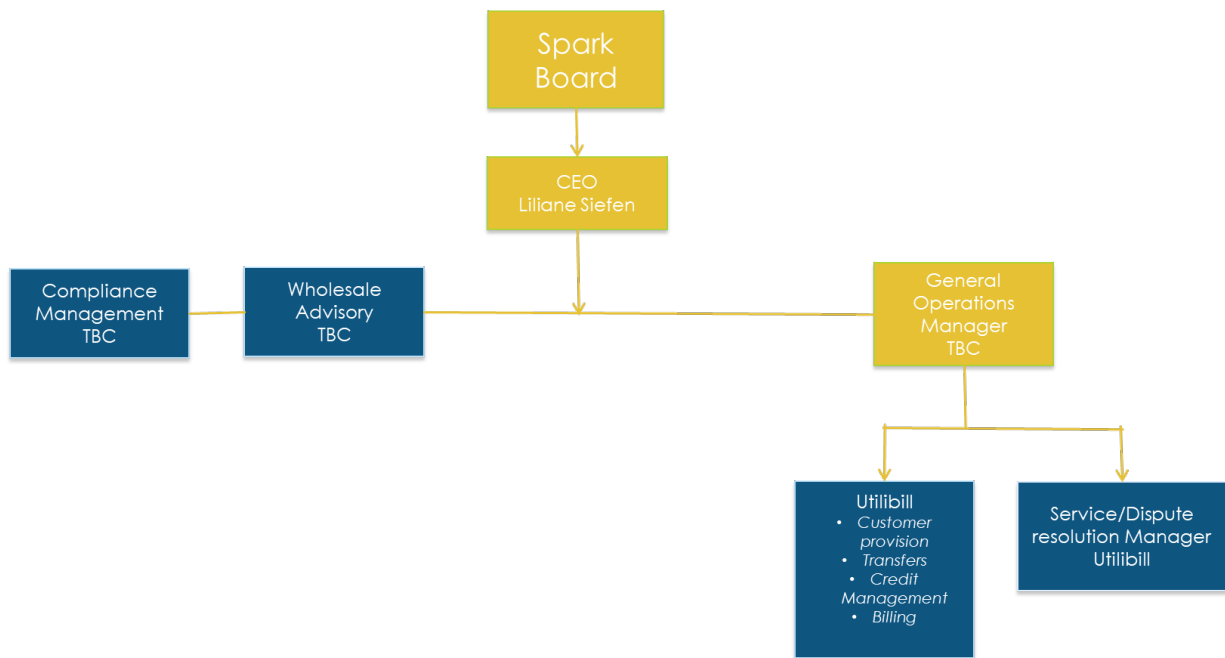 Spark
Board
CEO
Liliane Siefen
Compliance
Management
TBC
Wholesale
Advisory
TBC
General
Operations
Manager
TBC
Utilibill
• Customer
provision
• Transfers
• Credit
Management
• Billing
Service/Dispute
resolution Manager
Utilibill